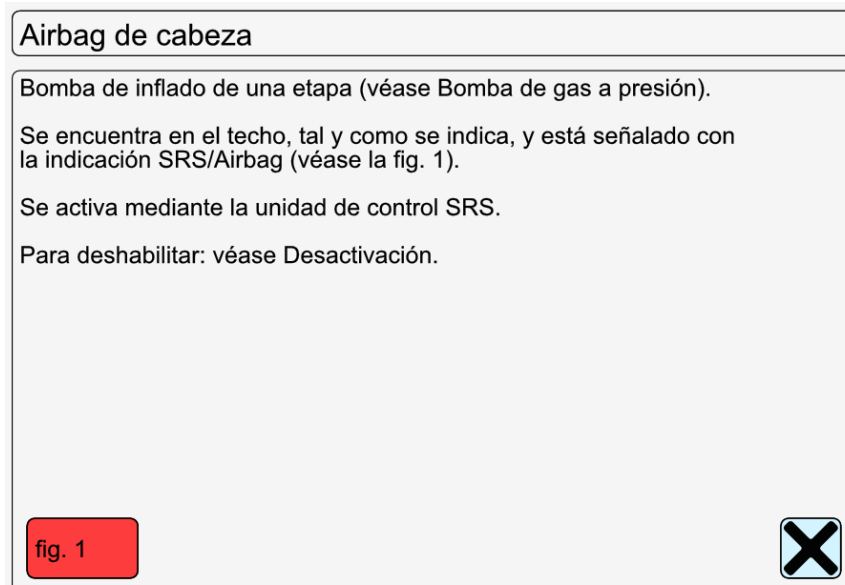 Airbag de cabeza
Bomba de inflado de una etapa (véase Bomba de gas a presión).
Se encuentra en el techo, tal y como se indica, y está señalado con
la indicación SRS/Airbag (véase la fig. 1).
Se activa mediante la unidad de control SRS.
Para deshabilitar: véase Desactivación.
fig. 1